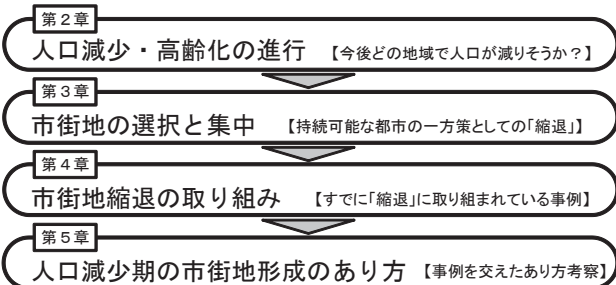 第２章
人口減少・高齢化の進行 【今後どの地域で人口が減りそうか？】
第３章
市街地の選択と集中 【持続可能な都市の一方策としての「縮退」】
第４章
市街地縮退の取り組み 【すでに「縮退」に取り組まれている事例】
第５章
人口減少期の市街地形成のあり方 【事例を交えたあり方考察】